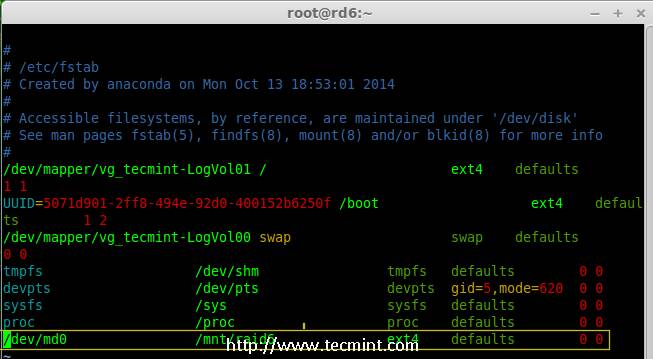 root@rd6:~
#
# /etc/fstab
# Created by anaconda on Mon Oct 13 18:53:01 2014
#
# Accessible filesystems, by reference, are maintained under '/dev/disk'
# See man pages fstab(5), findfs(8), mount(8) and/or blkid(8) for more info
#
/dev/mapper/vg_tecmint-LogVol01 / ext4 defaults
1 1
UUID=5071d901-2ff8-494e-92d0-400152b6250f /boot ext4 defaul
ts 1 2
/dev/mapper/vg_tecmint-LogVol00 swap swap defaults
0 0
tmpfs /dev/shm tmpfs defaults 0 0
devpts /dev/pts devpts gid=5,mode=620 0 0
sysfs /sys sysfs defaults 0 0
proc /proc proc defaults 0 0
/dev/md0 /mnt/raid6 ext4 defaults 0 0
http://www.tecmint.com
~